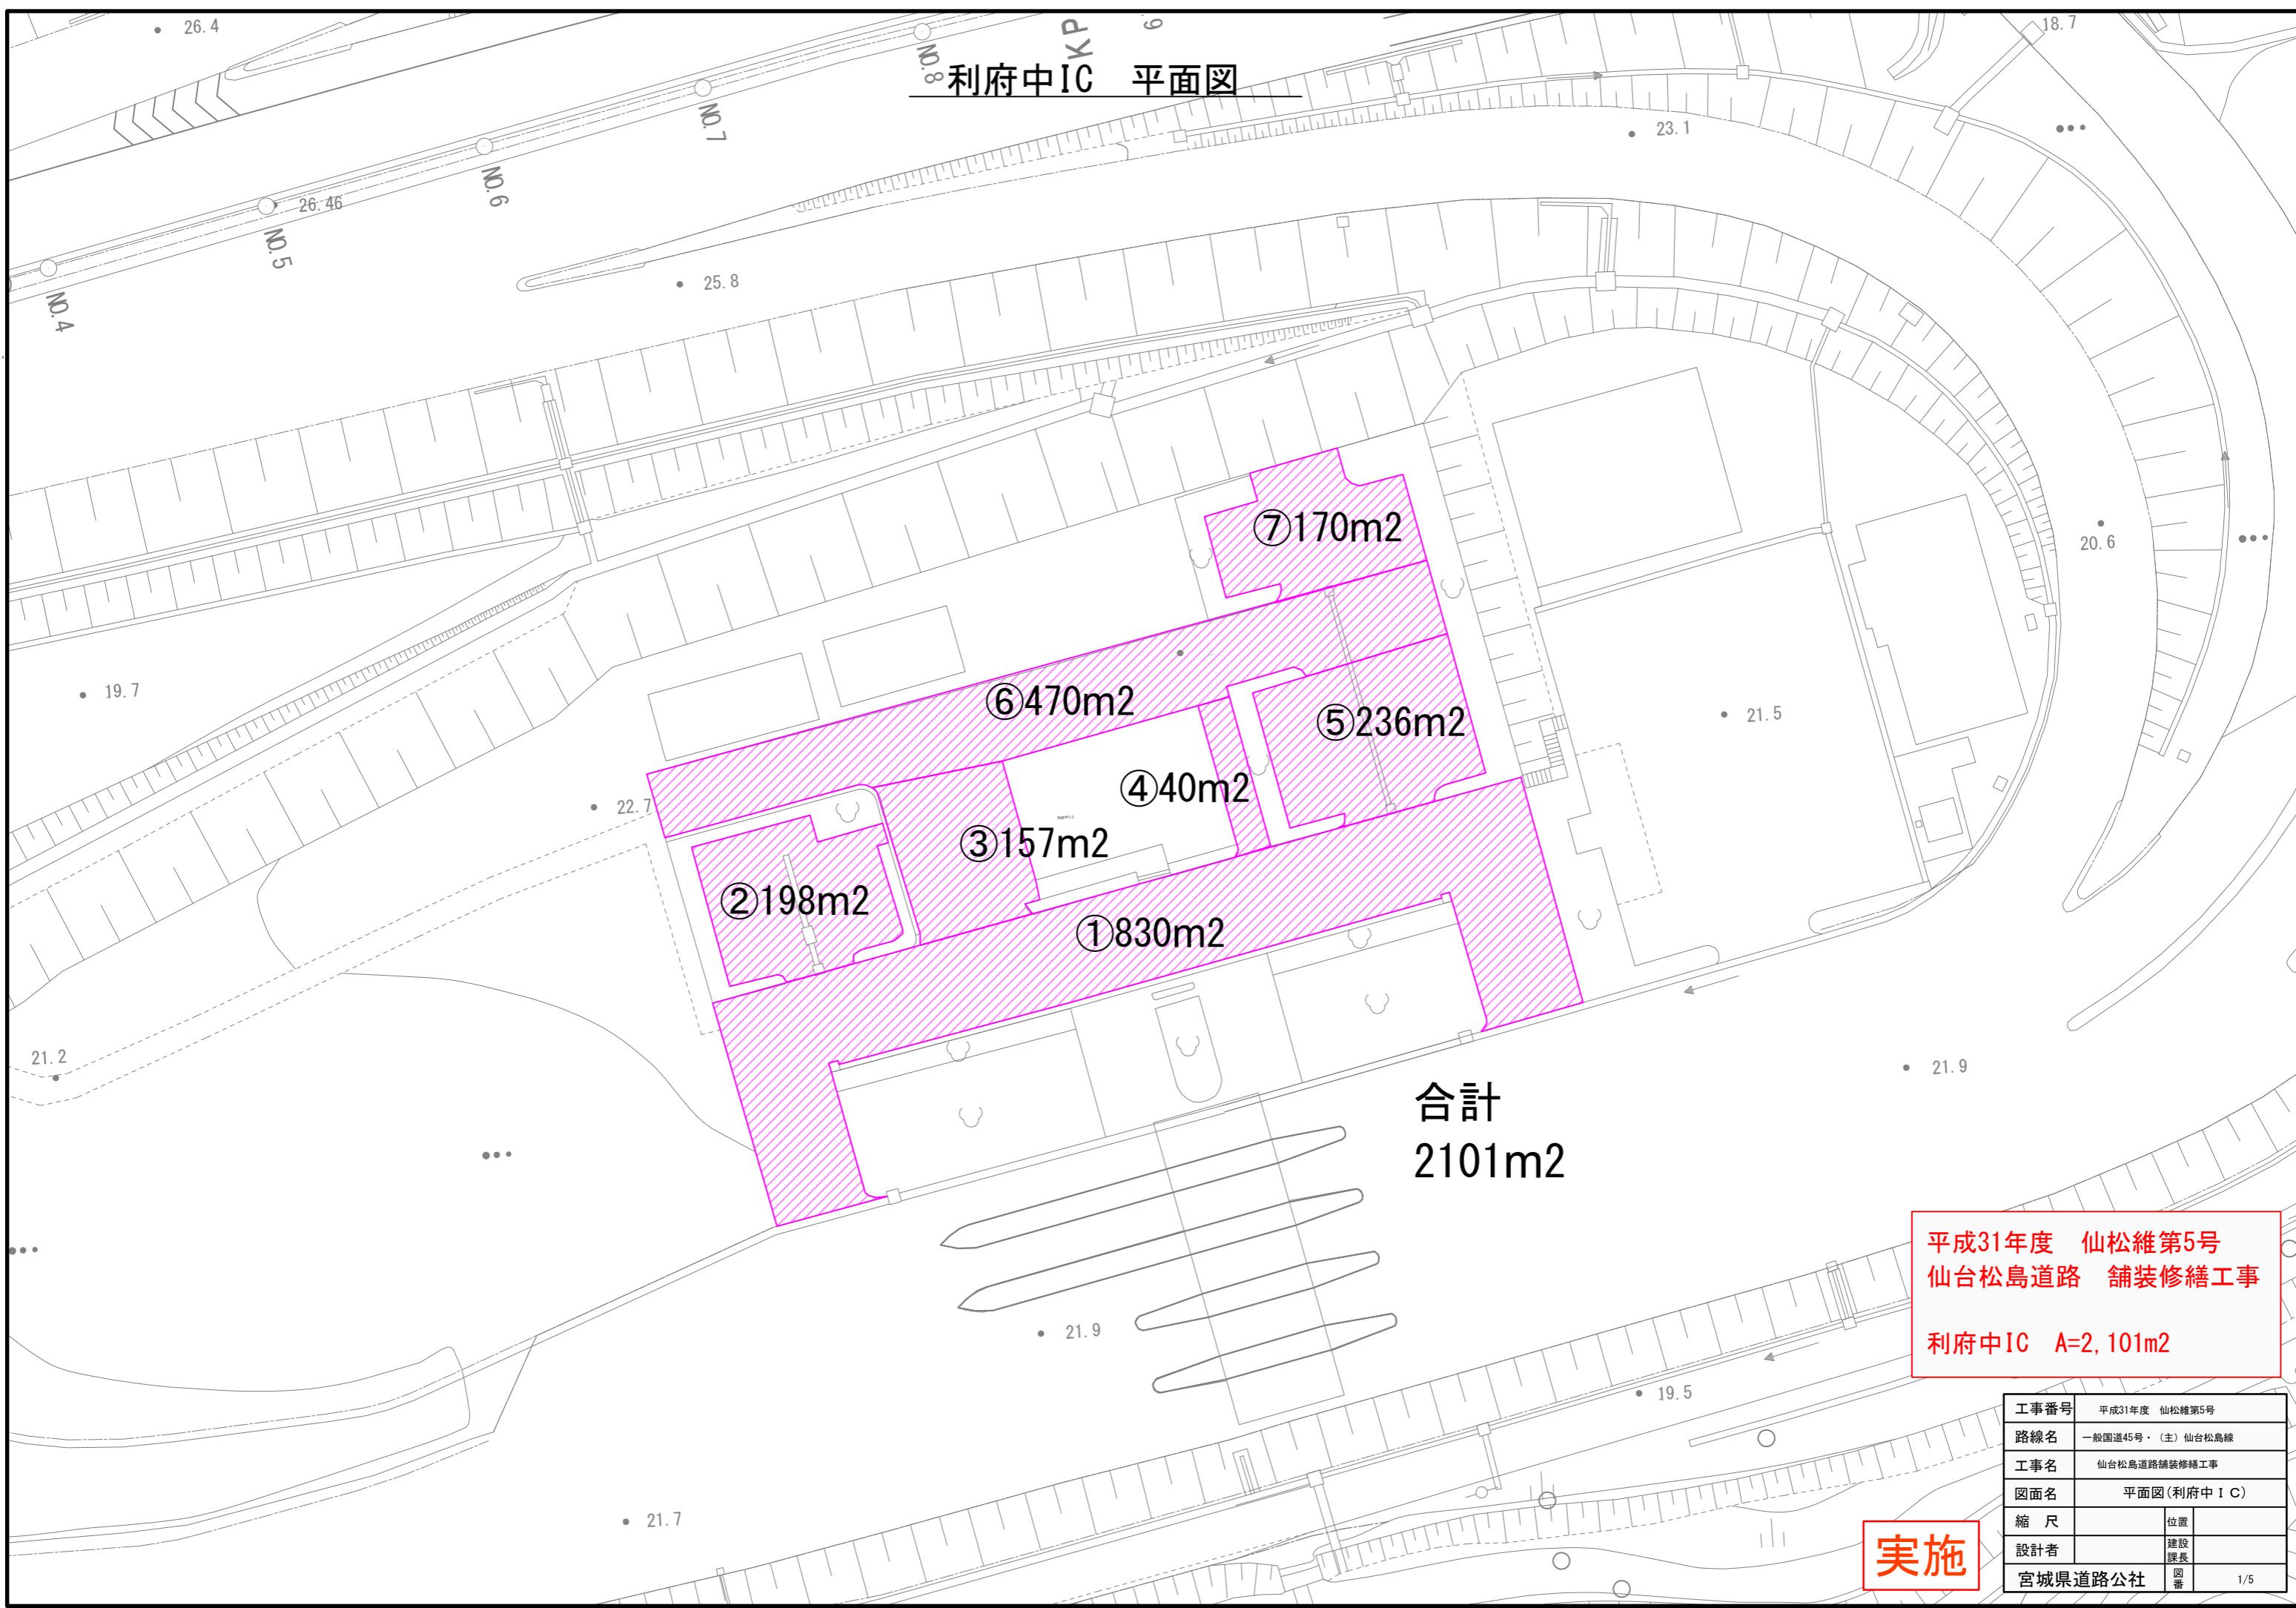 利府中IC　平面図
26.4
KP
9
18.7
NO.8
NO.7
NO.6
NO.5
NO.4
26.46
23.1
25.8
20.6
19.7
21.5
22.7
21.2
⑦170m2
⑥470m2
⑤236m2
④40m2
③157m2
②198m2
①830m2
21.9
合計
2101m2
21.9
19.5
21.7
平成31年度　仙松維第5号
仙台松島道路　舗装修繕工事
利府中IC　A=2,101m2
実施
工事番号 平成31年度　仙松維第5号
路線名 一般国道45号・（主）仙台松島線
工事名 仙台松島道路舗装修繕工事
図面名 平面図(利府中ＩＣ)
縮　尺 位置
設計者 建設課長
宮城県道路公社 図番 1/5